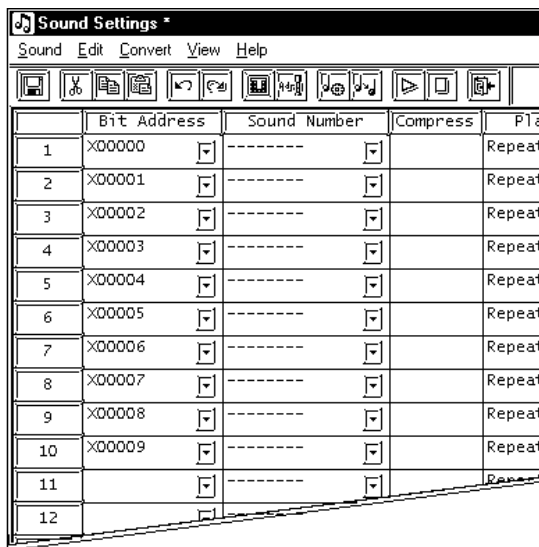 Sound Settings *
Sound Edit Convert View Help
Bit Address Sound Number Compress Pla
1 X00000 -------- Repeat
2 X00001 -------- Repeat
3 X00002 -------- Repeat
4 X00003 -------- Repeat
5 X00004 -------- Repeat
6 X00005 -------- Repeat
7 X00006 -------- Repeat
8 X00007 -------- Repeat
9 X00008 -------- Repeat
10 X00009 -------- Repeat
11 -------- Repeat
12